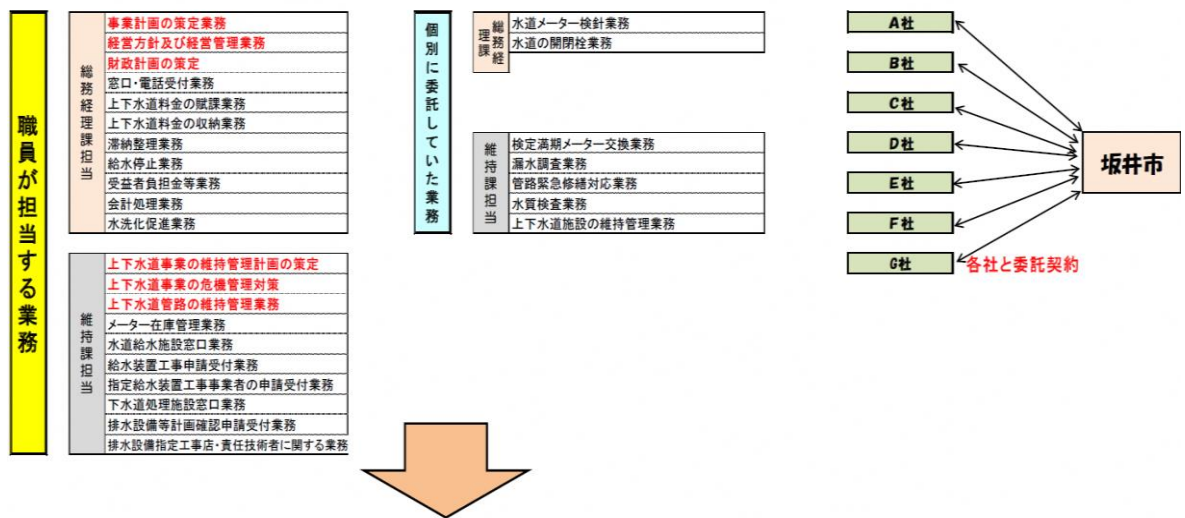 職員が担当する業務
総務経理課担当
事業計画の策定業務
経営方針及び経営管理業務
財政計画の策定
窓口・電話受付業務
上下水道料金の賦課業務
上下水道料金の収納業務
滞納整理業務
給水停止業務
受益者負担金等業務
会計処理業務
水洗化促進業務
維持課担当
上下水道事業の維持管理計画の策定
上下水道事業の危機管理対策
上下水道管路の維持管理業務
メーター在庫管理業務
水道給水施設窓口業務
給水装置工事申請受付業務
指定給水装置工事事業者の申請受付業務
下水道処理施設窓口業務
排水設備等計画確認申請受付業務
排水設備指定工事店・責任技術者に関する業務
個別に委託していた業務
総務経理課
水道メーター検針業務
水道の開閉栓業務
維持課担当
検定満期メーター交換業務
漏水調査業務
管路緊急修繕対応業務
水質検査業務
上下水道施設の維持管理業務
A社
B社
C社
D社
E社
F社
G社
各社と委託契約
坂井市